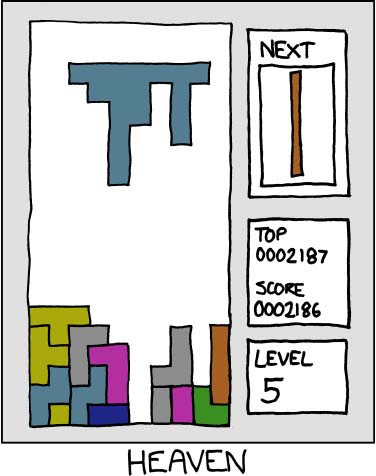 NEXT
TOP
0002187
SCORE
0002186
LEVEL
5
HEAVEN